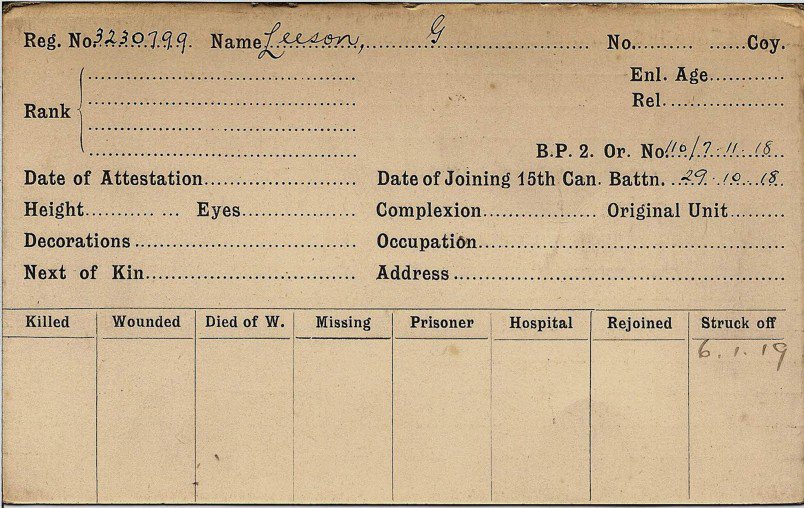 Reg. No. 3230799. Name Leeson, G No. Coy.
Enl. Age
Rel.
Rank
B.P. 2. Or. No. 110/7.11.18.
Date of Attestation Date of Joining 15th Can. Battn. 29.10.18.
Height Eyes Complexion Original Unit
Decorations Occupation
Next of Kin Address
Killed Wounded Died of W. Missing Prisoner Hospital Rejoined Struck off
6.1.19